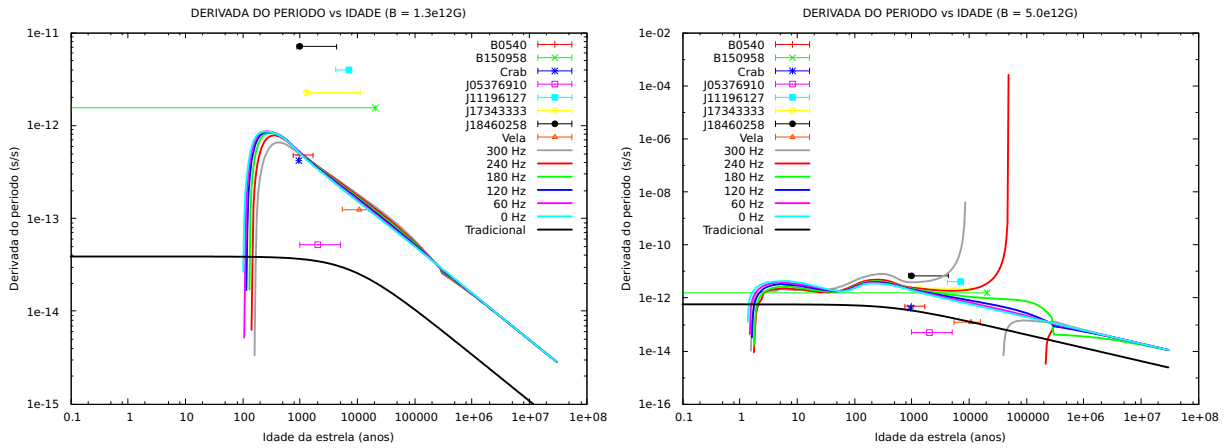 DERIVADA DO PERIODO vs IDADE (B = 1.3e12G)
1e-11
1e-12
1e-13
1e-14
1e-15
Derivada do periodo (s/s)
B0540
B150958
Crab
J05376910
J11196127
J17343333
J18460258
Vela
300 Hz
240 Hz
180 Hz
120 Hz
60 Hz
0 Hz
Tradicional
0.1 1 10 100 1000 10000 100000 1e+06 1e+07 1e+08
Idade da estrela (anos)
DERIVADA DO PERIODO vs IDADE (B = 5.0e12G)
1e-02
1e-04
1e-06
1e-08
1e-10
1e-12
1e-14
1e-16
Derivada do periodo (s/s)
B0540
B150958
Crab
J05376910
J11196127
J17343333
J18460258
Vela
300 Hz
240 Hz
180 Hz
120 Hz
60 Hz
0 Hz
Tradicional
0.1 1 10 100 1000 10000 100000 1e+06 1e+07 1e+08
Idade da estrela (anos)